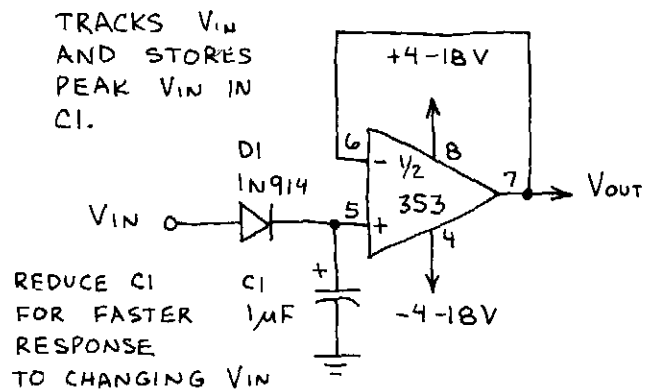 TRACKS VIN
AND STORES
PEAK VIN IN
C1.
+4-18V
6
-
1/2
8
D1
1N914
353
7
VOUT
VIN
5
+
4
+
C1
1µF
-4-18V
REDUCE C1
FOR FASTER
RESPONSE
TO CHANGING VIN